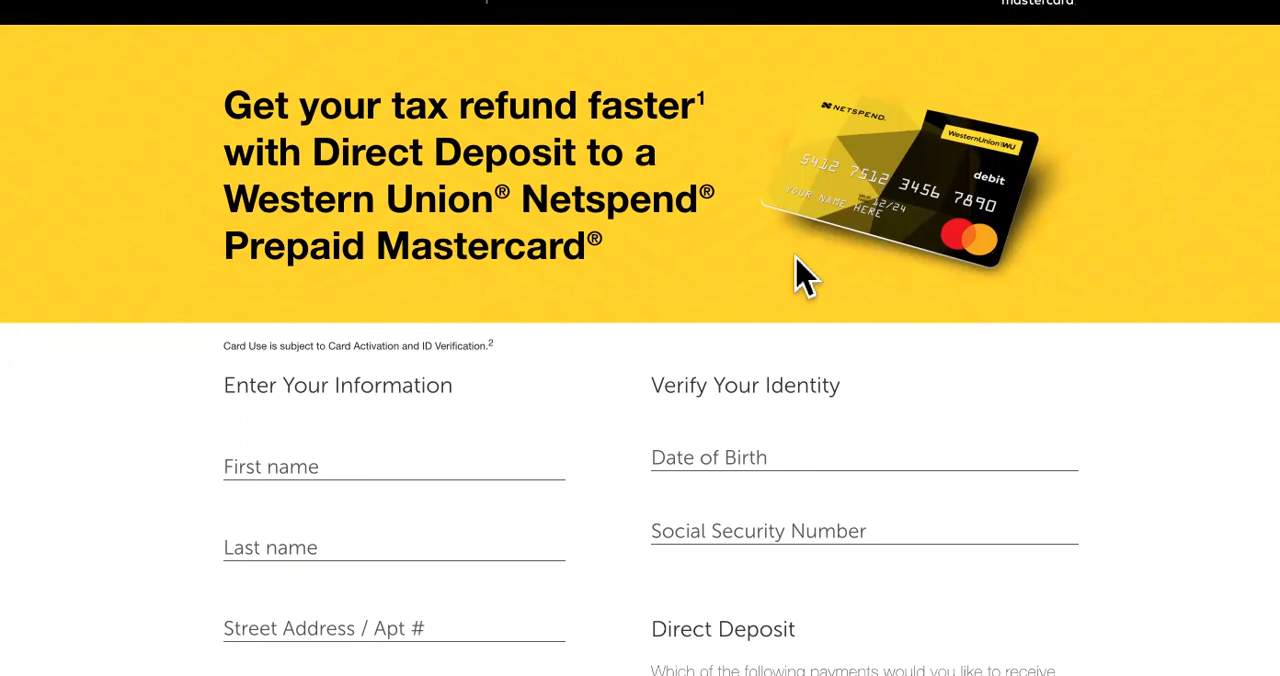 mastercard.
Get your tax refund faster¹
with Direct Deposit to a
Western Union® Netspend®
Prepaid Mastercard®
NETSPEND.
WesternUnion\\WU
debit
5412 7512 3456 7890
12/24
YOUR NAME HERE
Card Use is subject to Card Activation and ID Verification.²
Enter Your Information
First name
Last name
Street Address / Apt #
Verify Your Identity
Date of Birth
Social Security Number
Direct Deposit
Which of the following payments would you like to receive